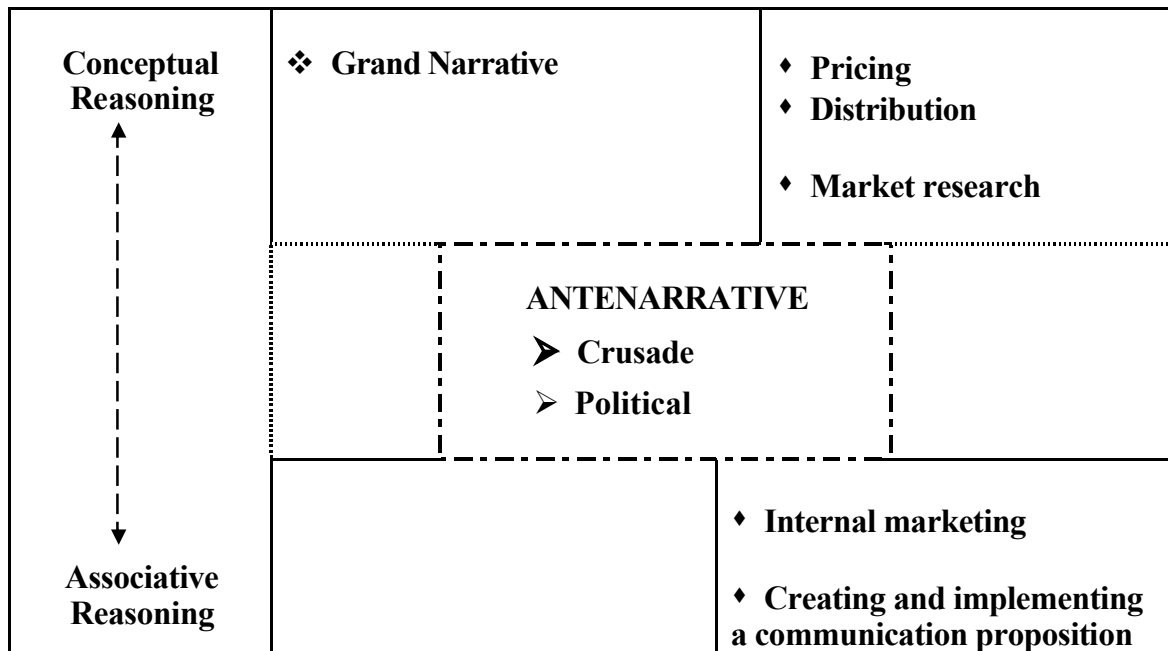 Conceptual
Reasoning
❖ Grand Narrative
♦ Pricing
♦ Distribution
♦ Market research
ANTENARRATIVE
➤ Crusade
➢ Political
Associative
Reasoning
♦ Internal marketing
♦ Creating and implementing
a communication proposition